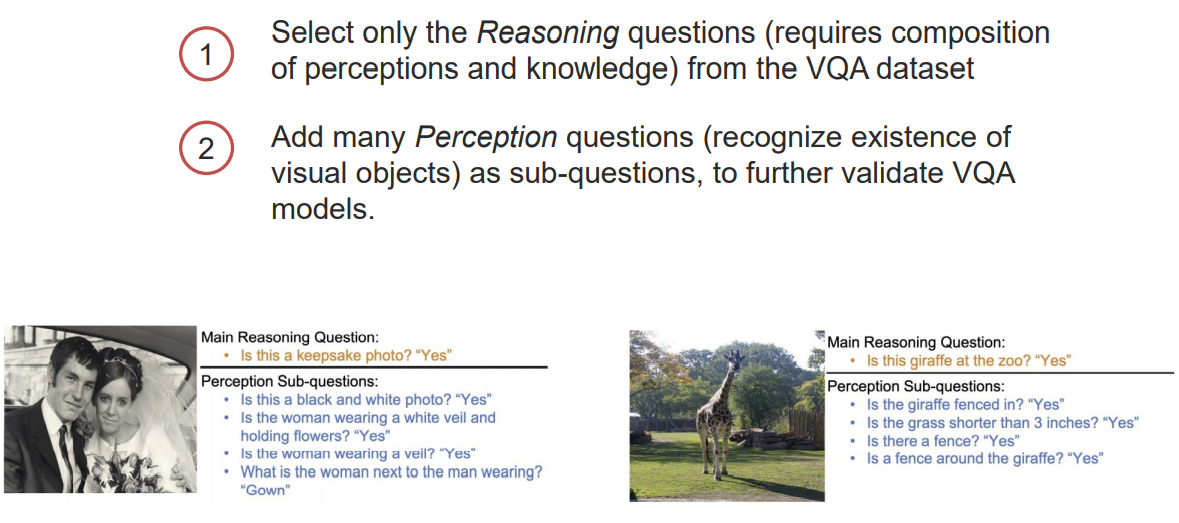 1
Select only the Reasoning questions (requires composition
of perceptions and knowledge) from the VQA dataset
2
Add many Perception questions (recognize existence of
visual objects) as sub-questions, to further validate VQA
models.
Main Reasoning Question:
• Is this a keepsake photo? “Yes”
Perception Sub-questions:
• Is this a black and white photo? “Yes”
• Is the woman wearing a white veil and
holding flowers? “Yes”
• Is the woman wearing a veil? “Yes”
• What is the woman next to the man wearing?
“Gown”
Main Reasoning Question:
• Is this giraffe at the zoo? “Yes”
Perception Sub-questions:
• Is the giraffe fenced in? “Yes”
• Is the grass shorter than 3 inches? “Yes”
• Is there a fence? “Yes”
• Is a fence around the giraffe? “Yes”